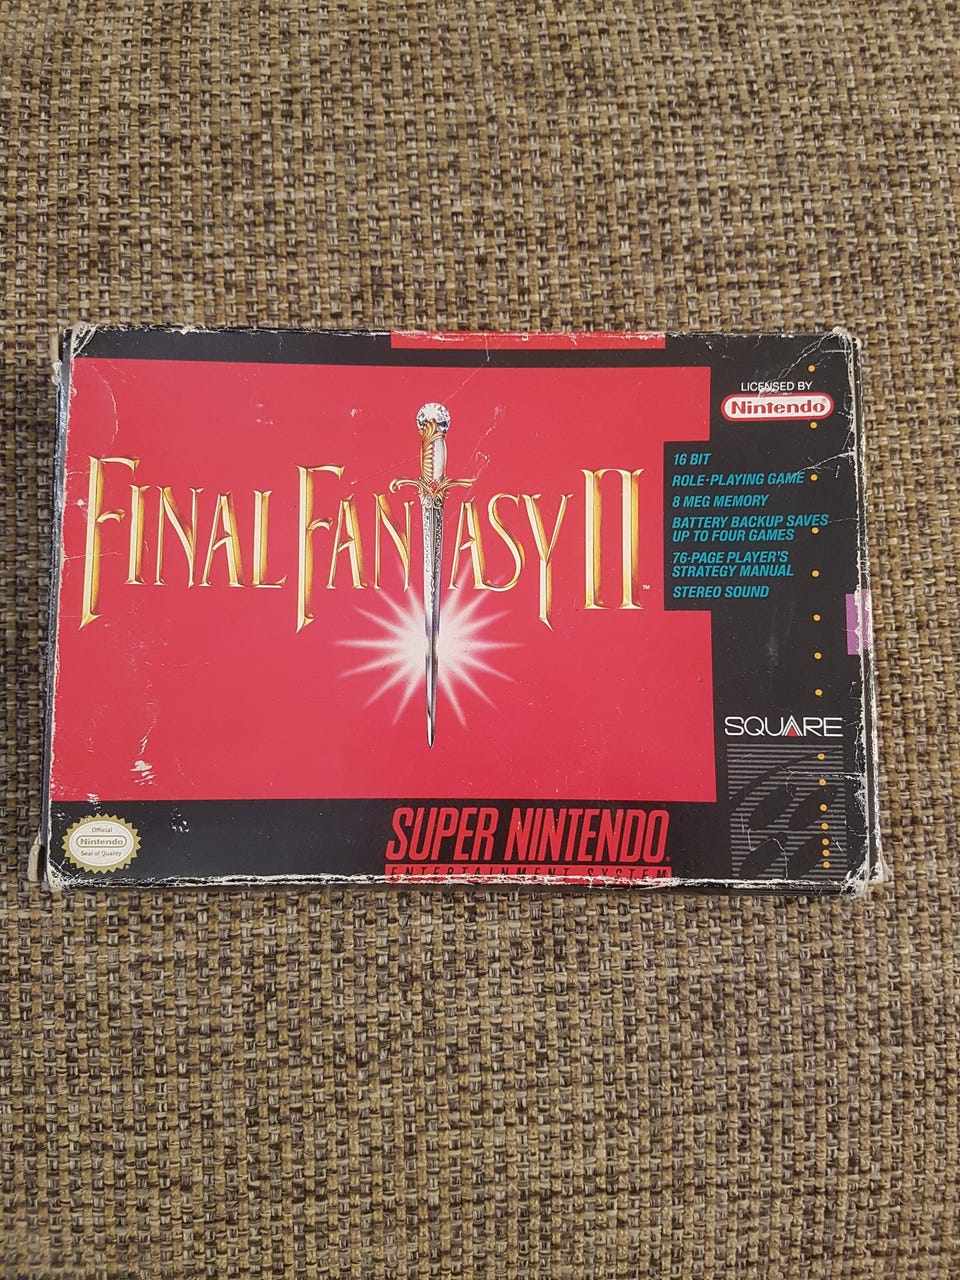 FINAL FANTASY II
TM
LICENSED BY
Nintendo®
16 BIT
ROLE-PLAYING GAME
8 MEG MEMORY
BATTERY BACKUP SAVES
UP TO FOUR GAMES
76-PAGE PLAYER'S
STRATEGY MANUAL
STEREO SOUND
SQUARE
Official
Nintendo
Seal of Quality
SUPER NINTENDO®
ENTERTAINMENT SYSTEM